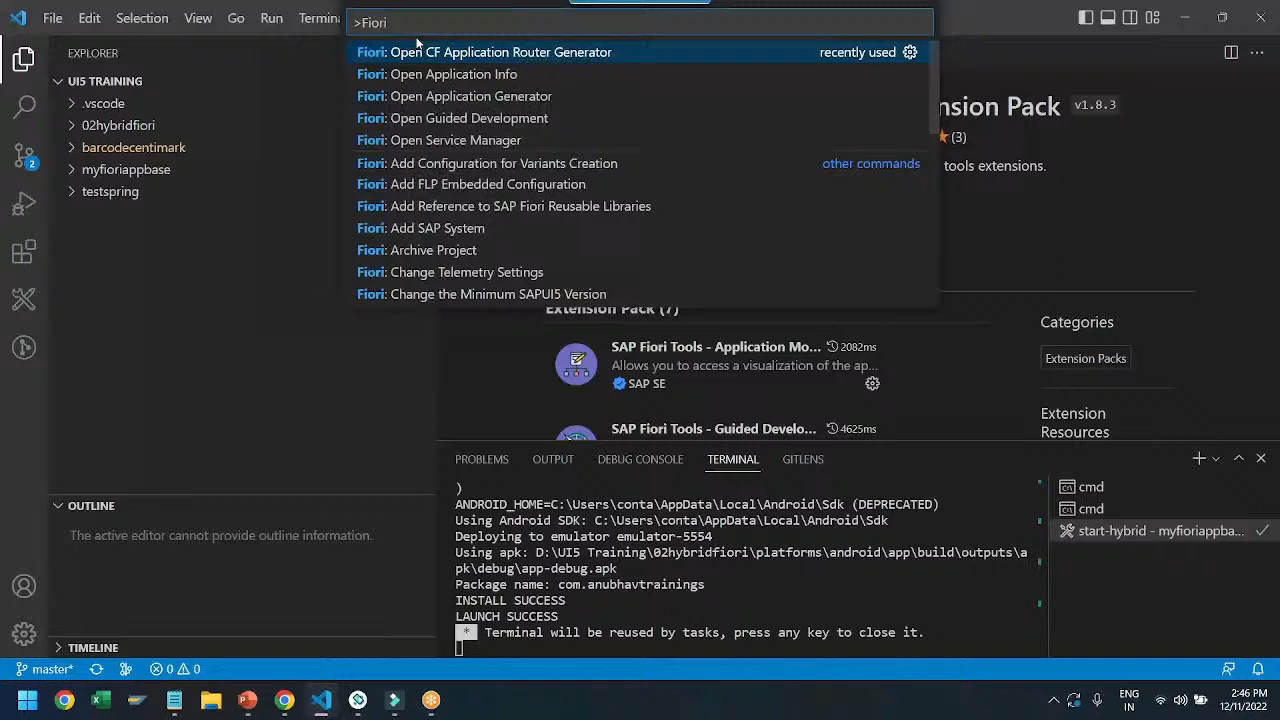 File Edit Selection View Go Run Termina
>Fiori
EXPLORER
UI5 TRAINING
.vscode
02hybridfiori
barcodecentimark
myfioriappbase
testspring
2
Fiori: Open CF Application Router Generator recently used
Fiori: Open Application Info
Fiori: Open Application Generator
Fiori: Open Guided Development
Fiori: Open Service Manager
Fiori: Add Configuration for Variants Creation other commands
Fiori: Add FLP Embedded Configuration
Fiori: Add Reference to SAP Fiori Reusable Libraries
Fiori: Add SAP System
Fiori: Archive Project
Fiori: Change Telemetry Settings
Fiori: Change the Minimum SAPUI5 Version
nsion Pack v1.8.3
(3)
tools extensions.
Extension Pack (7)
SAP Fiori Tools - Application Mo... 2082ms
Allows you to access a visualization of the ap...
SAP SE
SAP Fiori Tools - Guided Develo... 4625ms
Categories
Extension Packs
Extension
Resources
PROBLEMS OUTPUT DEBUG CONSOLE TERMINAL GITLENS
)
ANDROID_HOME=C:\Users\conta\AppData\Local\Android\Sdk (DEPRECATED)
Using Android SDK: C:\Users\conta\AppData\Local\Android\Sdk
Deploying to emulator emulator-5554
Using apk: D:\UI5 Training\02hybridfiori\platforms\android\app\build\outputs\a
pk\debug\app-debug.apk
Package name: com.anubhavtrainings
INSTALL SUCCESS
LAUNCH SUCCESS
* Terminal will be reused by tasks, press any key to close it.
cmd
cmd
start-hybrid - myfioriappba...
OUTLINE
The active editor cannot provide outline information.
TIMELINE
master* 0 0
ENG
IN
2:46 PM
12/11/2022